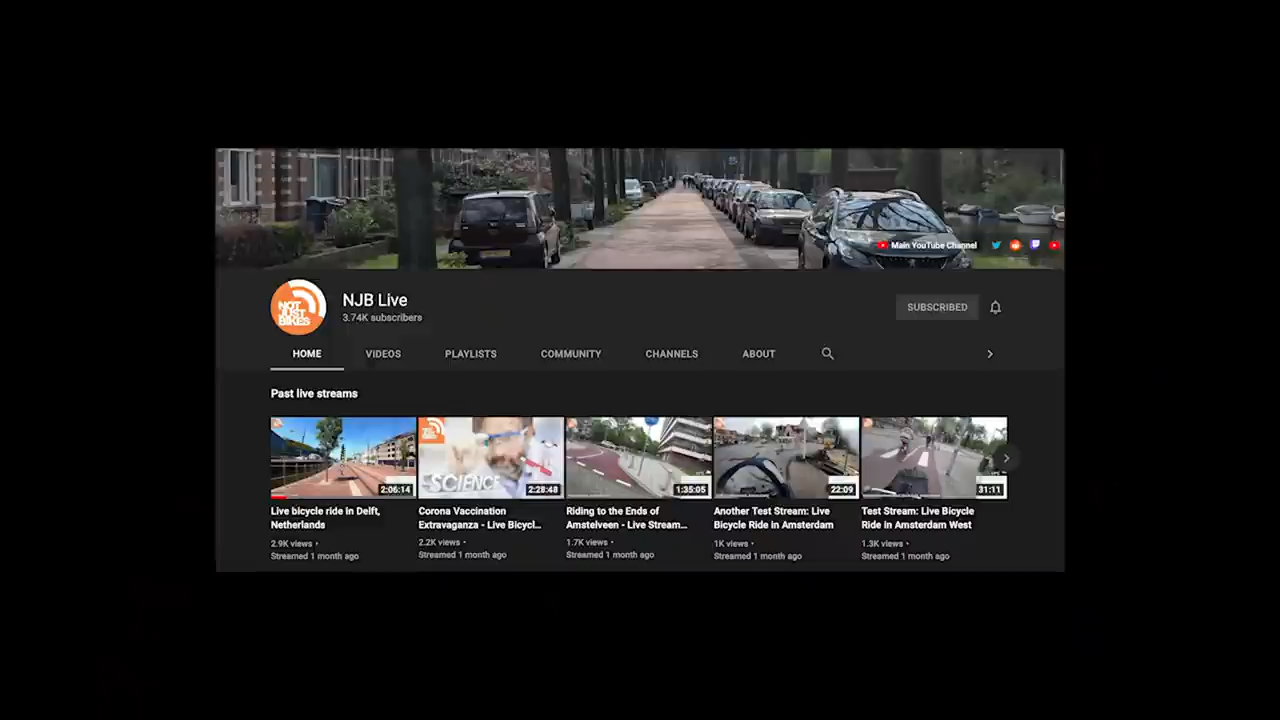 Main YouTube Channel
NOT
JUST
BIKES
NJB Live
3.74K subscribers
SUBSCRIBED
HOME VIDEOS PLAYLISTS COMMUNITY CHANNELS ABOUT
Past live streams
SCIENCE
2:06:14 2:28:48 1:35:05 22:09 31:11
Live bicycle ride in Delft,
Netherlands
2.9K views •
Streamed 1 month ago
Corona Vaccination
Extravaganza - Live Bicycl...
2.2K views •
Streamed 1 month ago
Riding to the Ends of
Amstelveen - Live Stream...
1.7K views •
Streamed 1 month ago
Another Test Stream: Live
Bicycle Ride in Amsterdam
1K views •
Streamed 1 month ago
Test Stream: Live Bicycle
Ride in Amsterdam West
1.3K views •
Streamed 1 month ago